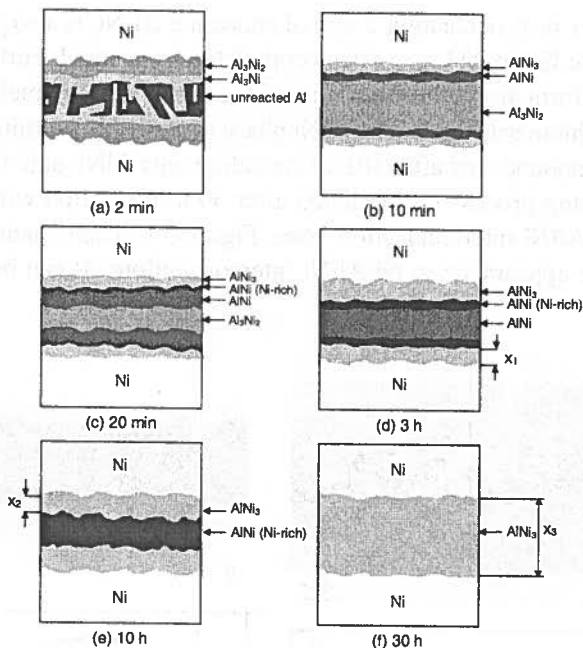 Ni
Al₃Ni₂
Al₃Ni
unreacted Al
Ni
(a) 2 min
Ni
AlNi₃
AlNi
Al₃Ni₂
Ni
(b) 10 min
Ni
AlNi₃
AlNi (Ni-rich)
AlNi
Al₃Ni₂
Ni
(c) 20 min
Ni
AlNi₃
AlNi (Ni-rich)
AlNi
X₁
Ni
(d) 3 h
Ni
X₂
AlNi₃
AlNi (Ni-rich)
Ni
(e) 10 h
Ni
AlNi₃
X₃
Ni
(f) 30h